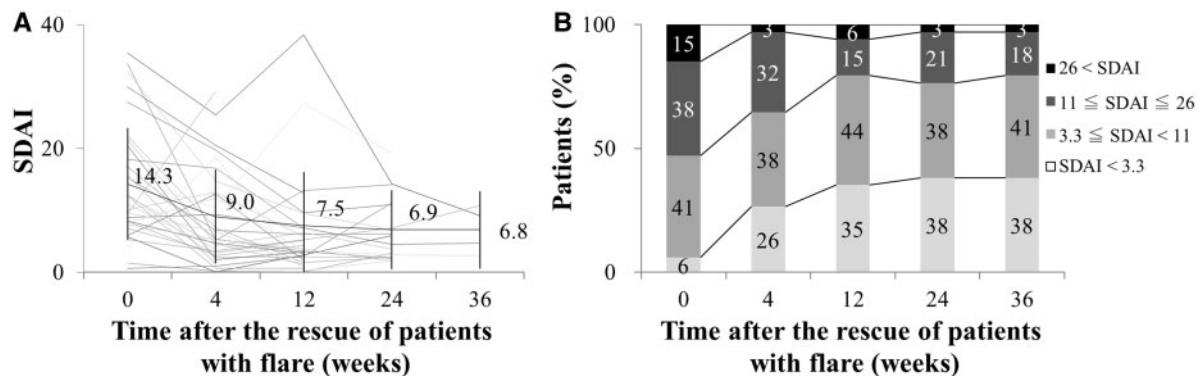 A
40
20
0
SDAI
14.3
9.0
7.5
6.9
6.8
0 4 12 24 36
Time after the rescue of patients
with flare (weeks)
B
100
50
0
Patients (%)
15 3 6 3 3
38 32 15 21 18
41 38 44 38 41
6 26 35 38 38
0 4 12 24 36
Time after the rescue of patients
with flare (weeks)
26 < SDAI
11 ≦ SDAI ≦ 26
3.3 ≦ SDAI < 11
SDAI < 3.3